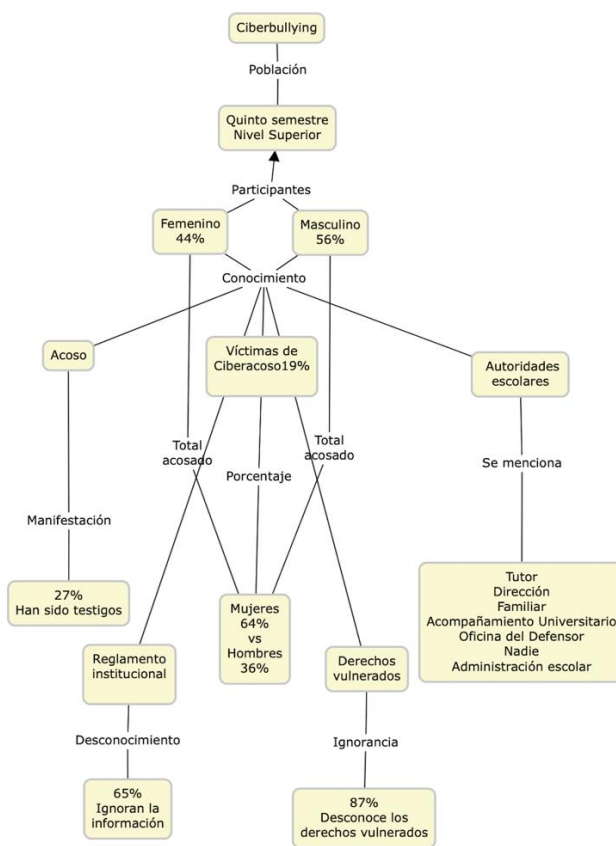 Ciberbullying
Población
Quinto semestre
Nivel Superior
Participantes
Femenino
44%
Masculino
56%
Conocimiento
Acoso
Víctimas de
Ciberacoso19%
Autoridades
escolares
Total
acosado
Porcentaje
Total
acosado
Se menciona
Manifestación
27%
Han sido testigos
Mujeres
64%
vs
Hombres
36%
Tutor
Dirección
Familiar
Acompañamiento Universitario
Oficina del Defensor
Nadie
Administración escolar
Reglamento
institucional
Derechos
vulnerados
Desconocimiento
Ignorancia
65%
Ignoran la
información
87%
Desconoce los
derechos vulnerados